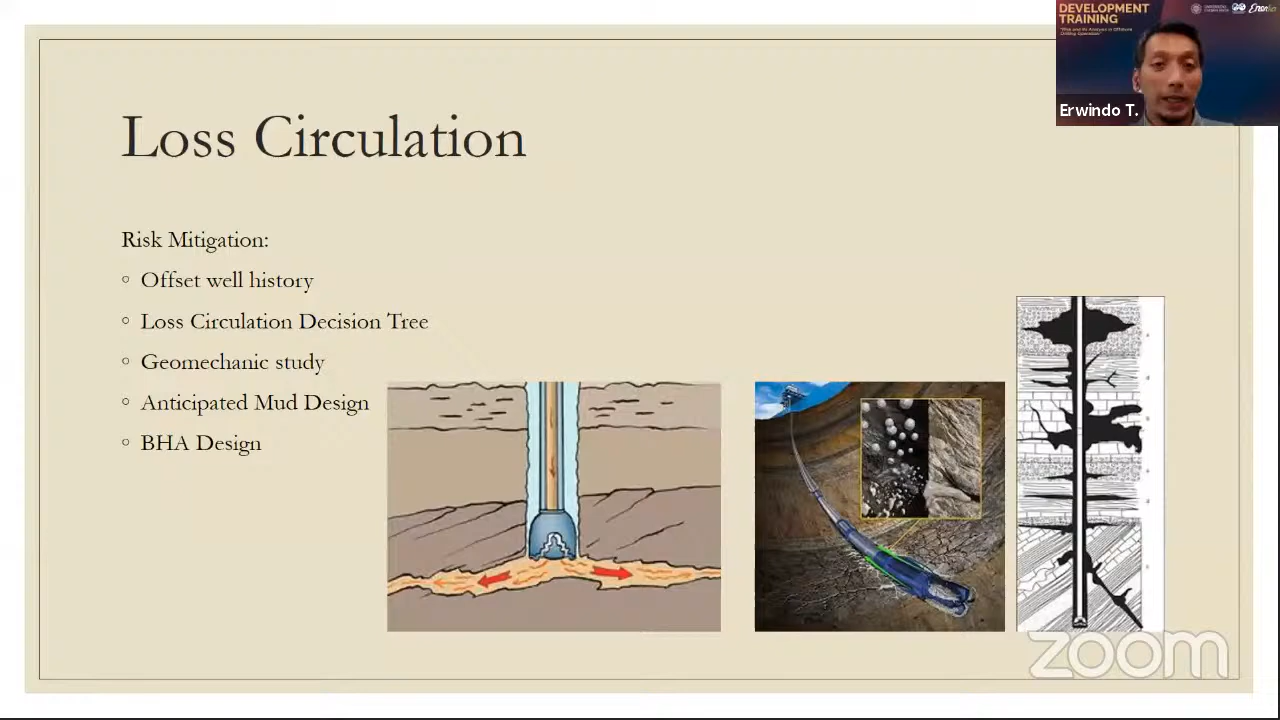 DEVELOPMENT
TRAINING
Erwindo T.
Loss Circulation
Risk Mitigation:
◦ Offset well history
◦ Loss Circulation Decision Tree
◦ Geomechanic study
◦ Anticipated Mud Design
◦ BHA Design
zoom